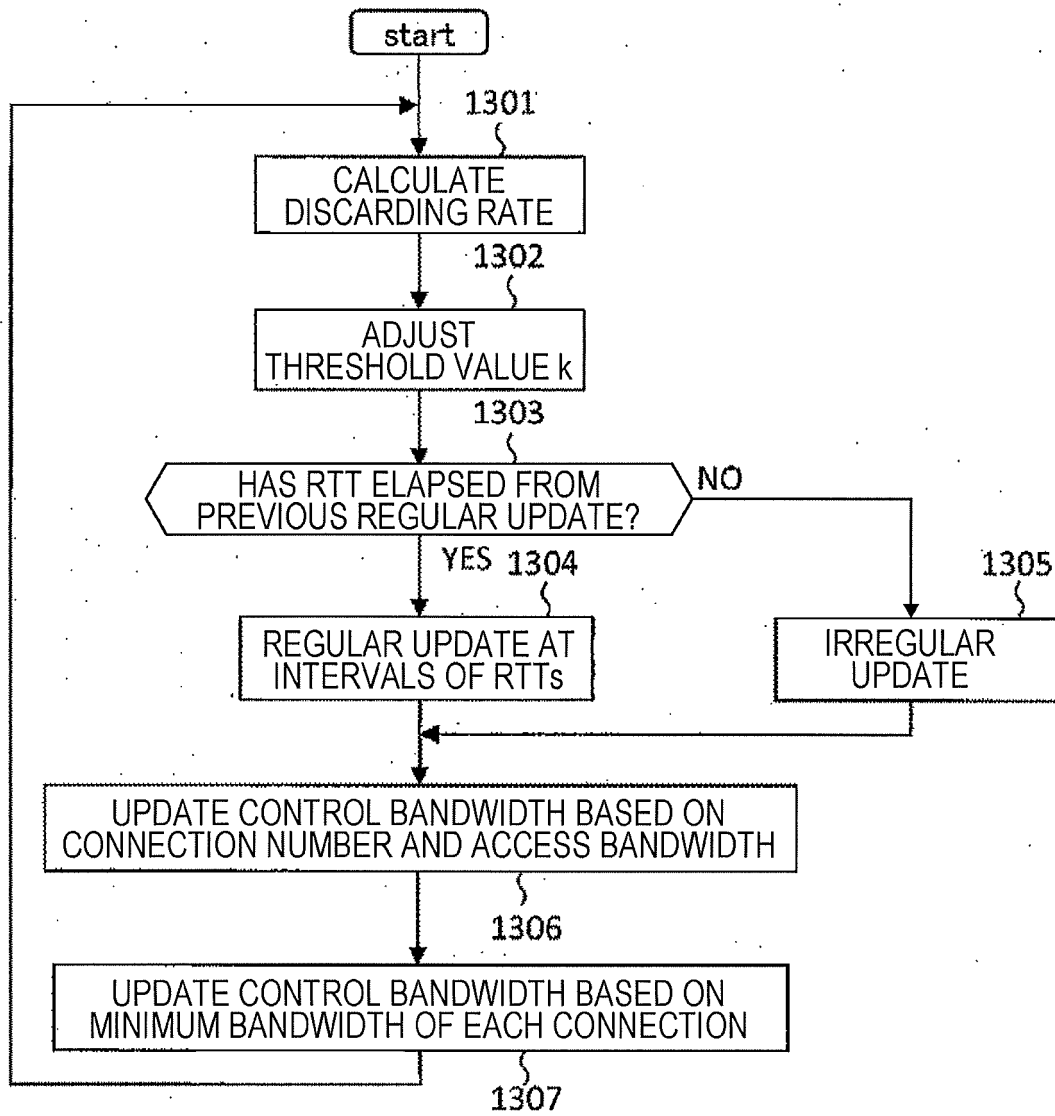 start
1301
CALCULATE
DISCARDING RATE
1302
ADJUST
THRESHOLD VALUE k
1303
HAS RTT ELAPSED FROM
PREVIOUS REGULAR UPDATE?
NO
YES
1304
1305
REGULAR UPDATE AT
INTERVALS OF RTTs
IRREGULAR
UPDATE
UPDATE CONTROL BANDWIDTH BASED ON
CONNECTION NUMBER AND ACCESS BANDWIDTH
1306
UPDATE CONTROL BANDWIDTH BASED ON
MINIMUM BANDWIDTH OF EACH CONNECTION
1307